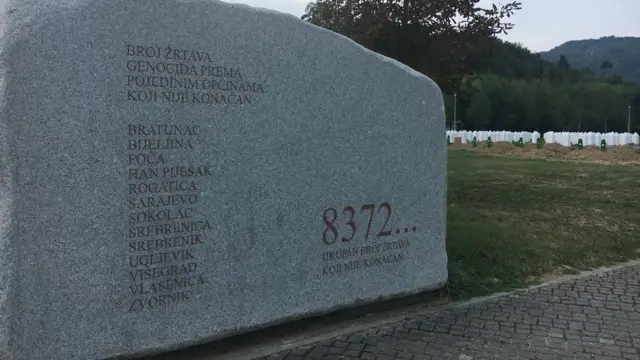 BROJ ŽRTAVA
GENOCIDA PREMA
POJEDINIM OPĆINAMA
KOJI NIJE KONAČAN
BRATUNAC
BIJELJINA
FOČA
HAN PIJESAK
ROGATICA
SARAJEVO
SOKOLAC
SREBRENICA
SREBRENIK
UGLJEVIK
VIŠEGRAD
VLASENICA
ZVORNIK
8372...
UKUPAN BROJ ŽRTAVA
KOJI NIJE KONAČAN